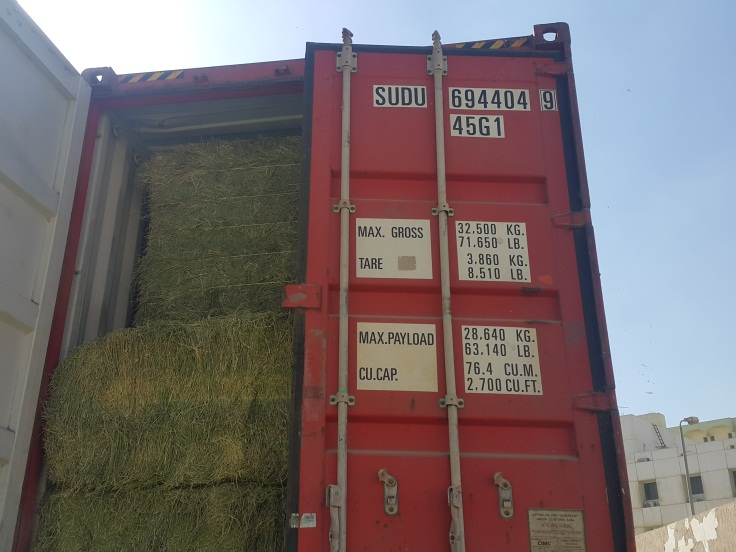 SUDU 694404 9
45G1
MAX. GROSS 32.500 KG.
71.650 LB.
TARE 3.860 KG.
8.510 LB.
MAX.PAYLOAD 28.640 KG.
63.140 LB.
CU.CAP. 76.4 CU.M.
2,700 CU.FT.
CIMC